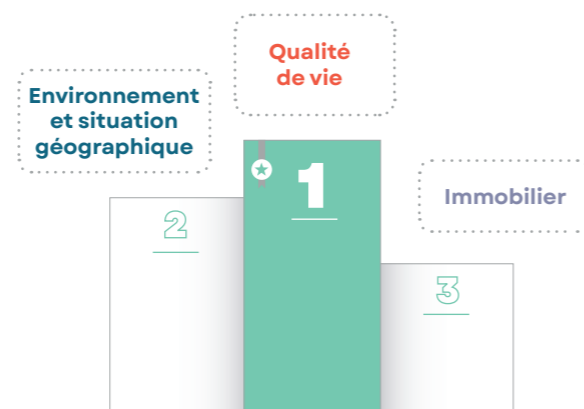 Qualité
de vie
Environnement
et situation
géographique
1
Immobilier
2
3